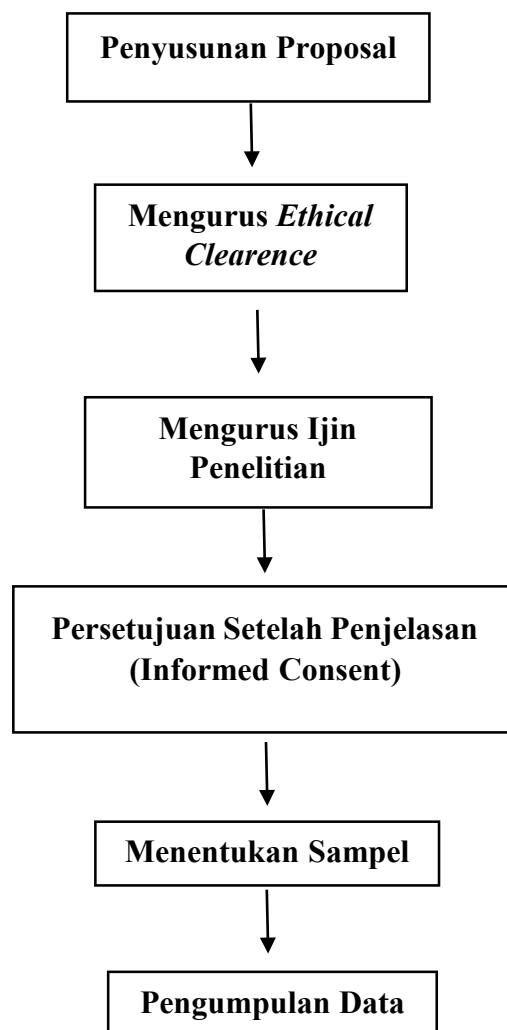 Penyusunan Proposal
Mengurus Ethical
Clearence
Mengurus Ijin
Penelitian
Persetujuan Setelah Penjelasan
(Informed Consent)
Menentukan Sampel
Pengumpulan Data